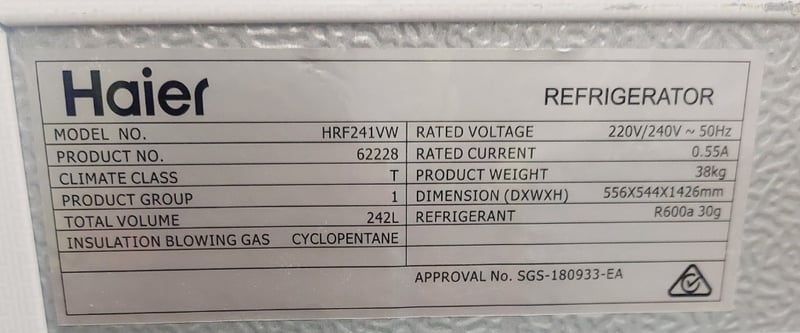 Haier
REFRIGERATOR
MODEL NO. HRF241VW RATED VOLTAGE 220V/240V ~ 50Hz
PRODUCT NO. 62228 RATED CURRENT 0.55A
CLIMATE CLASS T PRODUCT WEIGHT 38kg
PRODUCT GROUP 1 DIMENSION (DXWXH) 556X544X1426mm
TOTAL VOLUME 242L REFRIGERANT R600a 30g
INSULATION BLOWING GAS CYCLOPENTANE
APPROVAL No. SGS-180933-EA